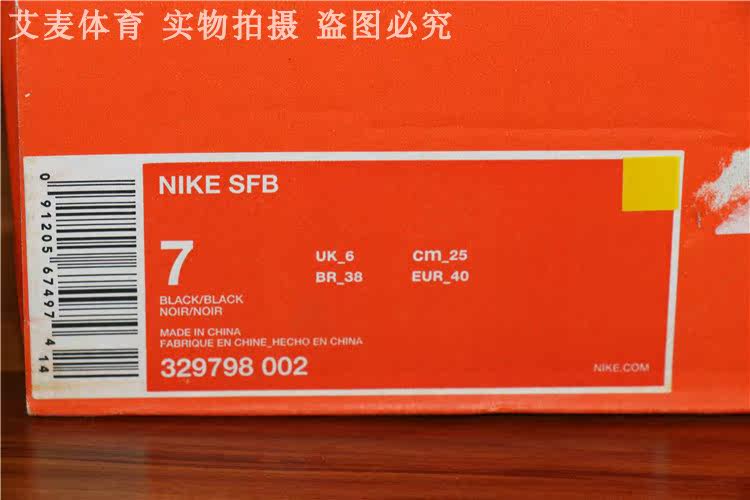 艾麦体育 实物拍摄 盗图必究
NIKE SFB
7
UK_6 cm_25
BR_38 EUR_40
BLACK/BLACK
NOIR/NOIR
MADE IN CHINA
FABRIQUE EN CHINE_HECHO EN CHINA
329798 002
NIKE.COM
0 91205 67497 4 14